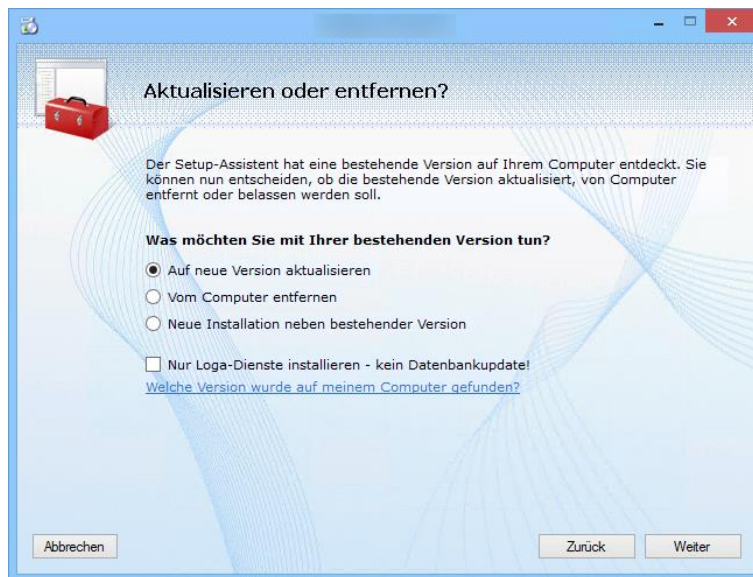 Aktualisieren oder entfernen?
Der Setup-Assistent hat eine bestehende Version auf Ihrem Computer entdeckt. Sie
können nun entscheiden, ob die bestehende Version aktualisiert, von Computer
entfernt oder belassen werden soll.
Was möchten Sie mit Ihrer bestehenden Version tun?
Auf neue Version aktualisieren
Vom Computer entfernen
Neue Installation neben bestehender Version
Nur Loga-Dienste installieren - kein Datenbankupdate!
Welche Version wurde auf meinem Computer gefunden?
Abbrechen
Zurück
Weiter